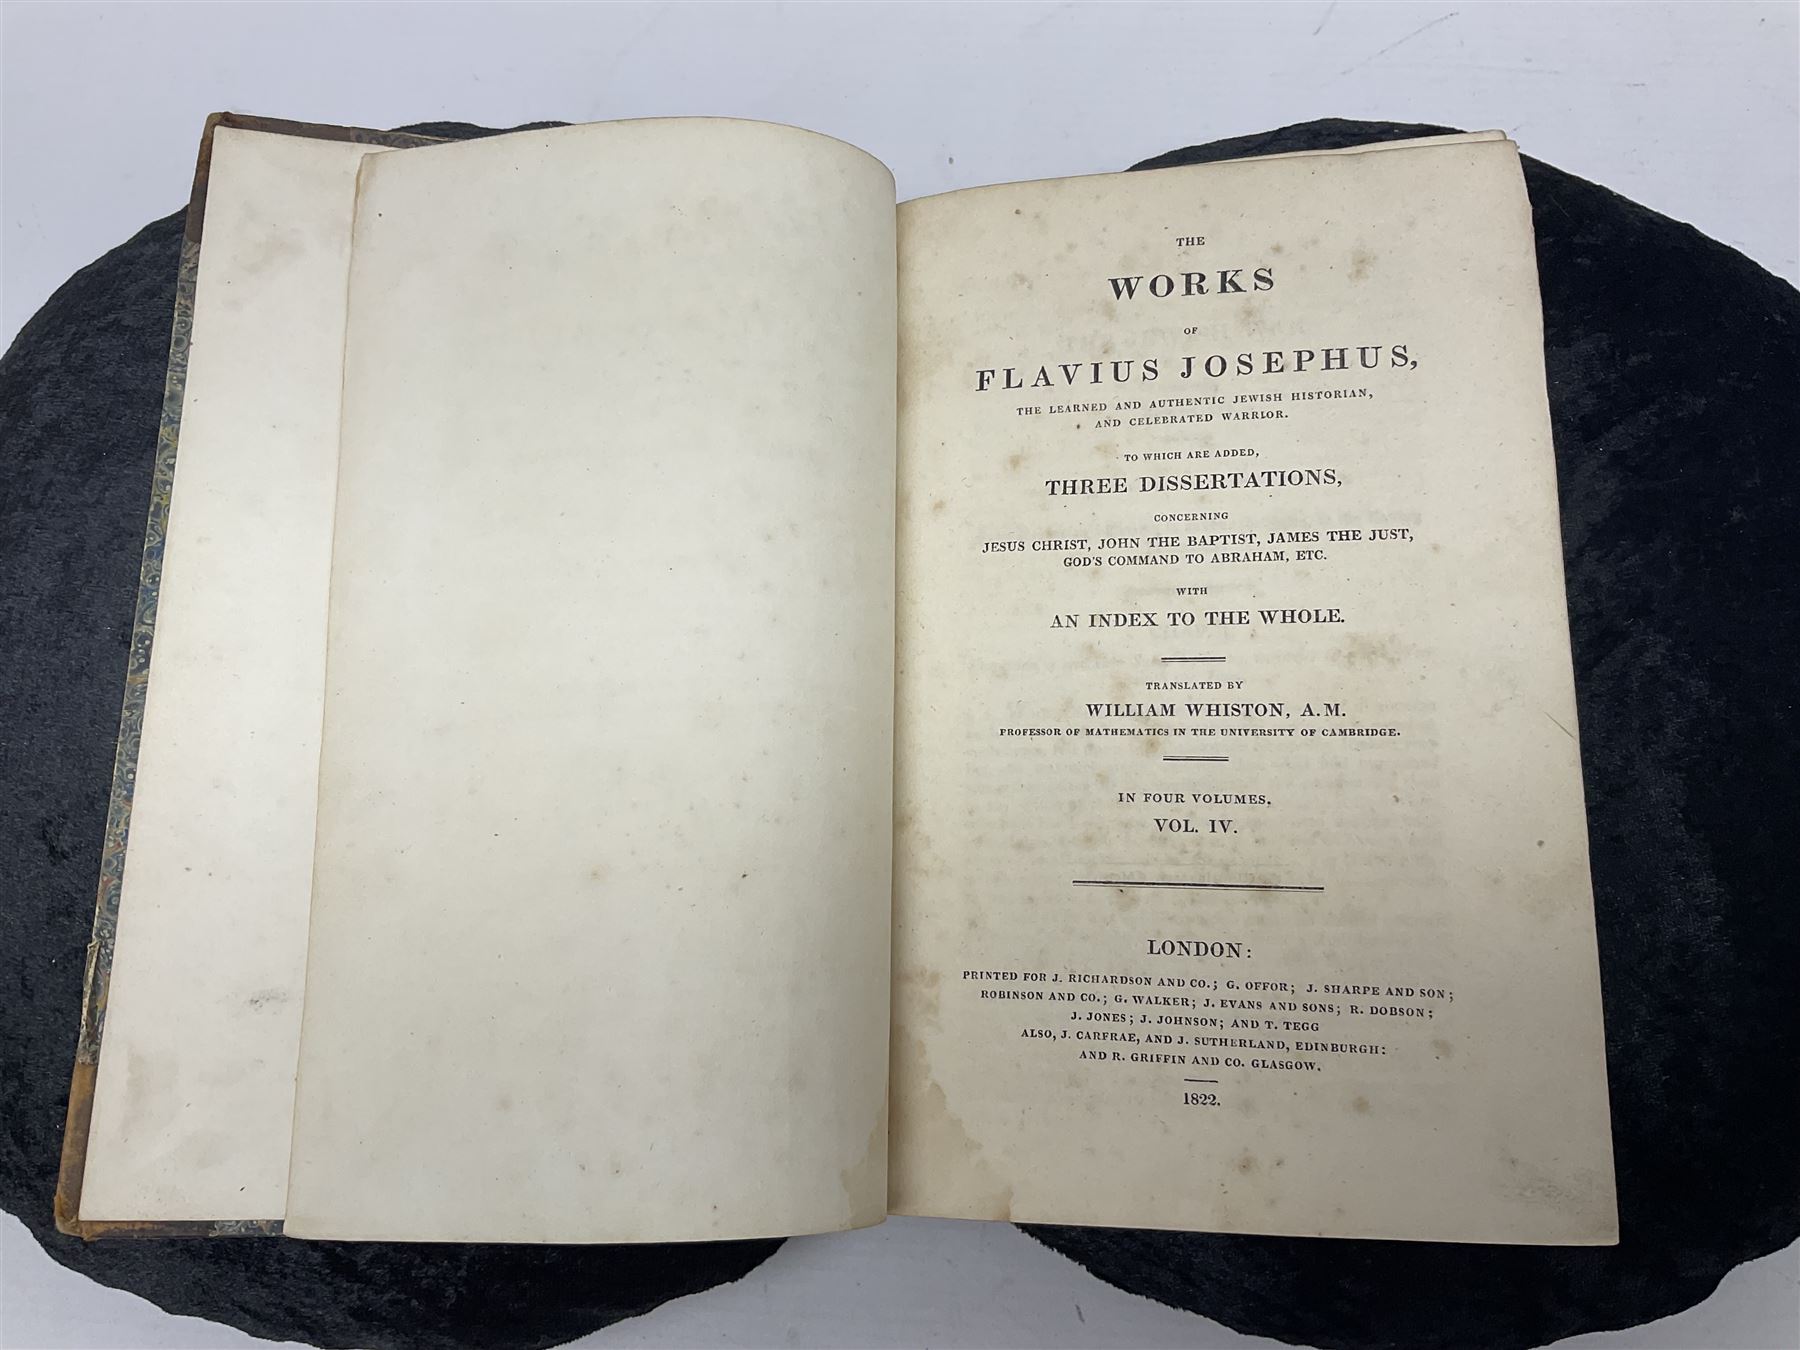 THE
WORKS
OF
FLAVIUS JOSEPHUS,
THE LEARNED AND AUTHENTIC JEWISH HISTORIAN,
AND CELEBRATED WARRIOR.
TO WHICH ARE ADDED,
THREE DISSERTATIONS,
CONCERNING
JESUS CHRIST, JOHN THE BAPTIST, JAMES THE JUST,
GOD'S COMMAND TO ABRAHAM, ETC.
WITH
AN INDEX TO THE WHOLE.
TRANSLATED BY
WILLIAM WHISTON, A.M.
PROFESSOR OF MATHEMATICS IN THE UNIVERSITY OF CAMBRIDGE.
IN FOUR VOLUMES.
VOL. IV.
LONDON:
PRINTED FOR J. RICHARDSON AND CO.; G. OFFOR; J. SHARPE AND SON;
ROBINSON AND CO.; G. WALKER; J. EVANS AND SONS; R. DOBSON;
J. JONES; J. JOHNSON; AND T. TEGG
ALSO, J. CARFRAE, AND J. SUTHERLAND, EDINBURGH:
AND R. GRIFFIN AND CO. GLASGOW.
1822.